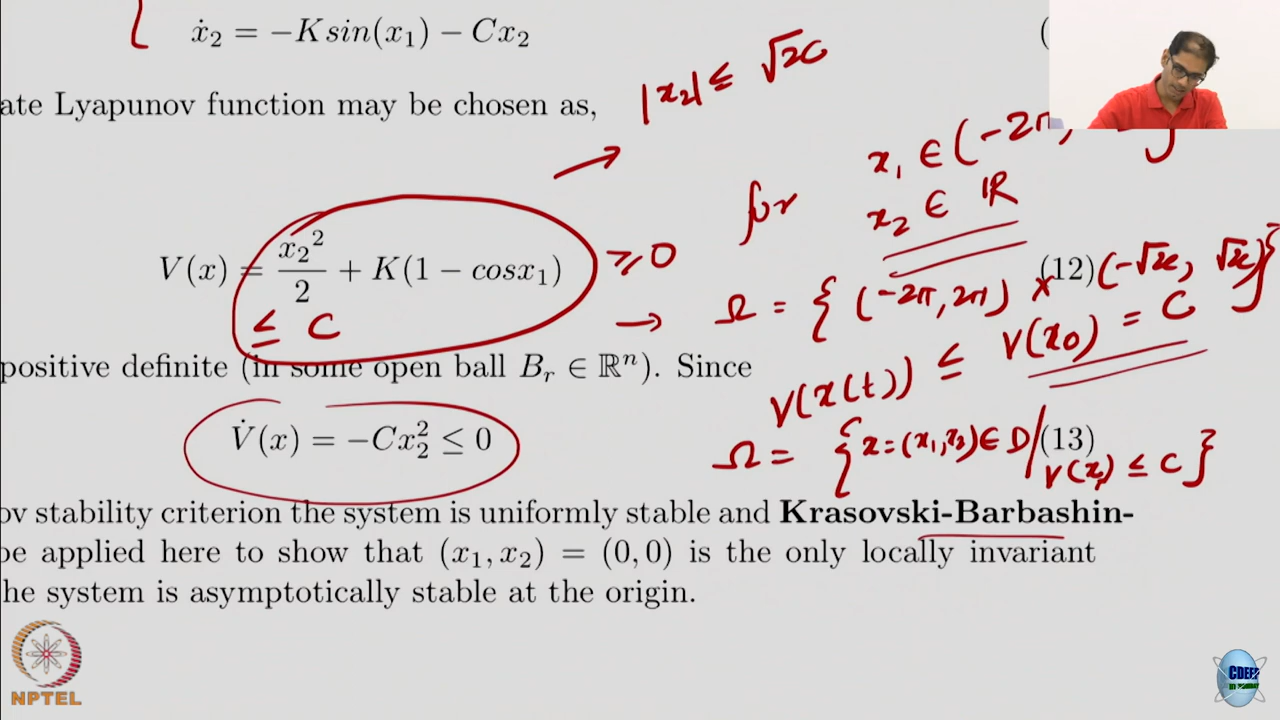 ẋ₂ = −Ksin(x₁) − Cx₂ (
ate Lyapunov function may be chosen as,
|x₂| ≤ √2c
for x₁ ∈ (−2π,
x₂ ∈ ℝ
V(x) = x₂²/2 + K(1 − cosx₁) ≥ 0 (12)
≤ C
→ Ω = { (−2π, 2π) × (−√2c, √2c) }
positive definite (in some open ball Bᵣ ∈ ℝⁿ). Since
V(x(t)) ≤ V(x₀) = C
V̇(x) = −Cx₂² ≤ 0 (13)
Ω = { x = (x₁, x₂) ∈ D / V(x) ≤ C }
ov stability criterion the system is uniformly stable and Krasovski-Barbashin-
be applied here to show that (x₁, x₂) = (0, 0) is the only locally invariant
he system is asymptotically stable at the origin.
NPTEL
CDEEP